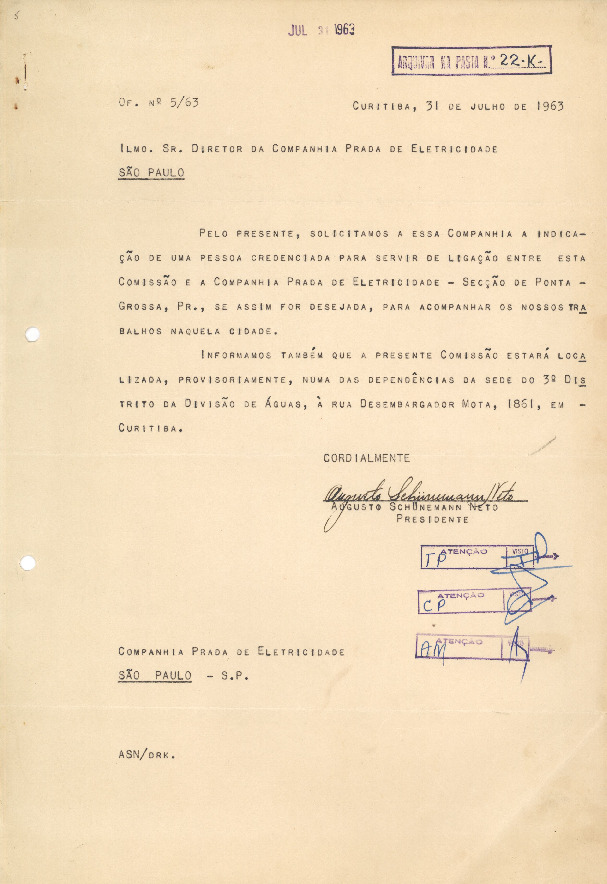 5
JUL 31 1963
ARQUIVAR NA PASTA N.º 22-K-
OF. Nº 5/63
CURITIBA, 31 DE JULHO DE 1963
ILMO. SR. DIRETOR DA COMPANHIA PRADA DE ELETRICIDADE
SÃO PAULO
PELO PRESENTE, SOLICITAMOS A ESSA COMPANHIA A INDICA-
ÇÃO DE UMA PESSOA CREDENCIADA PARA SERVIR DE LIGAÇÃO ENTRE ESTA
COMISSÃO E A COMPANHIA PRADA DE ELETRICIDADE - SECÇÃO DE PONTA -
GROSSA, PR., SE ASSIM FOR DESEJADA, PARA ACOMPANHAR OS NOSSOS TRA
BALHOS NAQUELA CIDADE.
INFORMAMOS TAMBÉM QUE A PRESENTE COMISSÃO ESTARÁ LOCA
LIZADA, PROVISORIAMENTE, NUMA DAS DEPENDÊNCIAS DA SEDE DO 3º DIS
TRITO DA DIVISÃO DE ÁGUAS, À RUA DESEMBARGADOR MOTA, 1861, EM -
CURITIBA.
CORDIALMENTE
Augusto Schünemann Neto
AUGUSTO SCHÜNEMANN NETO
PRESIDENTE
ATENÇÃO VISTO
TP
ATENÇÃO
CP
ATENÇÃO
AM
COMPANHIA PRADA DE ELETRICIDADE
SÃO PAULO - S.P.
ASN/DRK.